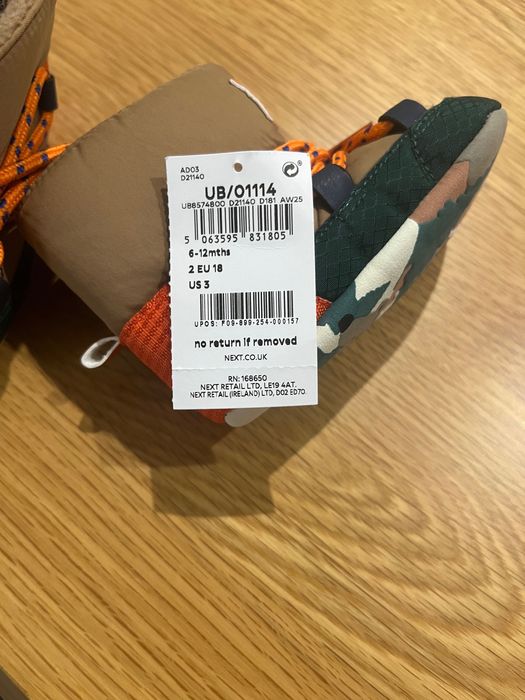 AD03
D21140
UB/01114
UB8574800 D21140 D181 AW25
5 063595 831805
6-12mths
2 EU 18
US 3
UPOS: F09-899-254-000157
no return if removed
NEXT.CO.UK
RN: 168650
NEXT RETAIL LTD, LE19 4AT.
NEXT RETAIL (IRELAND) LTD, D02 ED70.